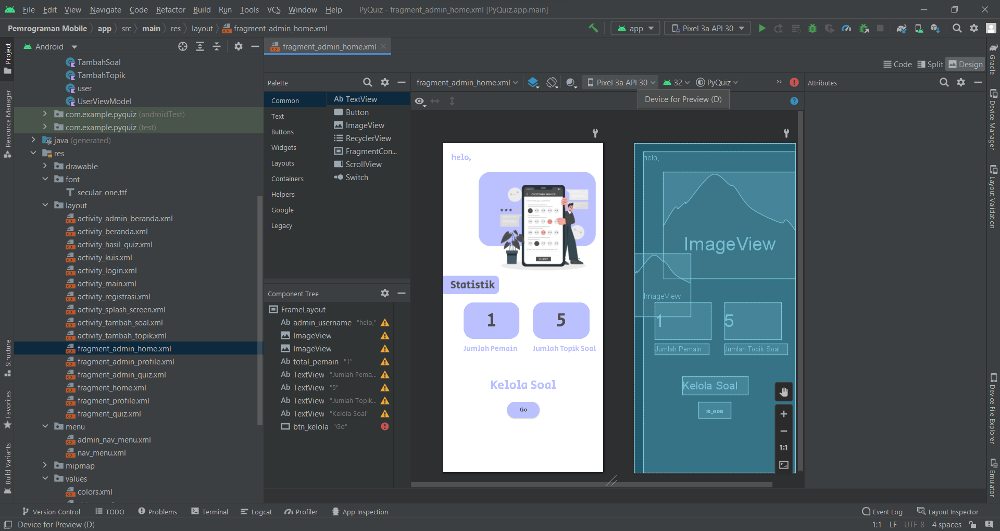 File Edit View Navigate Code Refactor Build Run Tools VCS Window Help PyQuiz - fragment_admin_home.xml [PyQuiz.app.main]
Pemrograman Mobile app src main res layout fragment_admin_home.xml app Pixel 3a API 30
Project
Resource Manager
Structure
Favorites
Build Variants
Android
TambahSoal
TambahTopik
user
UserViewModel
com.example.pyquiz (androidTest)
com.example.pyquiz (test)
java (generated)
res
drawable
font
secular_one.ttf
layout
activity_admin_beranda.xml
activity_beranda.xml
activity_hasil_quiz.xml
activity_kuis.xml
activity_login.xml
activity_main.xml
activity_registrasi.xml
activity_splash_screen.xml
activity_tambah_soal.xml
activity_tambah_topik.xml
fragment_admin_home.xml
fragment_admin_profile.xml
fragment_admin_quiz.xml
fragment_home.xml
fragment_profile.xml
fragment_quiz.xml
menu
admin_nav_menu.xml
nav_menu.xml
mipmap
values
colors.xml
fragment_admin_home.xml
Code Split Design
Palette
Common
Text
Buttons
Widgets
Layouts
Containers
Helpers
Google
Legacy
Ab TextView
Button
ImageView
RecyclerView
FragmentCon...
ScrollView
Switch
Component Tree
FrameLayout
Ab admin_username "helo,"
ImageView
ImageView
Ab total_pemain "1"
Ab TextView "Jumlah Pema...
Ab TextView "5"
Ab TextView "Jumlah Topik...
Ab TextView "Kelola Soal"
btn_kelola "Go"
fragment_admin_home.xml Pixel 3a API 30 32 PyQuiz
Device for Preview (D)
helo,
CUSTOMER SERVICE
SUBMIT
Statistik
1 5
Jumlah Pemain Jumlah Topik Soal
Kelola Soal
Go
helo,
ImageView
ImageView
1 5
Jumlah Pemain Jumlah Topik Soal
Kelola Soal
btn_kelola
1:1
Attributes
Gradle
Device Manager
Layout Validation
Device File Explorer
Emulator
Version Control TODO Problems Terminal Logcat Profiler App Inspection Event Log Layout Inspector
Device for Preview (D) 1:1 LF UTF-8 4 spaces